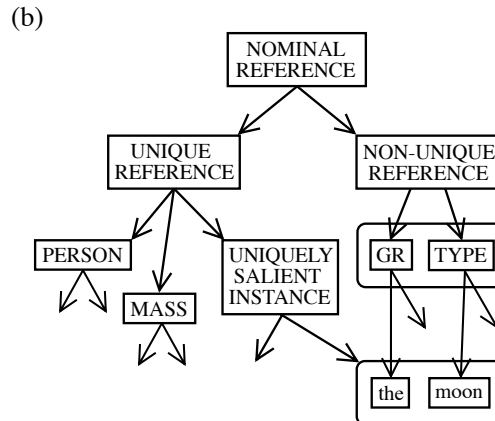 (b)
NOMINAL
REFERENCE
UNIQUE
REFERENCE
NON-UNIQUE
REFERENCE
PERSON
MASS
UNIQUELY
SALIENT
INSTANCE
GR
TYPE
the
moon